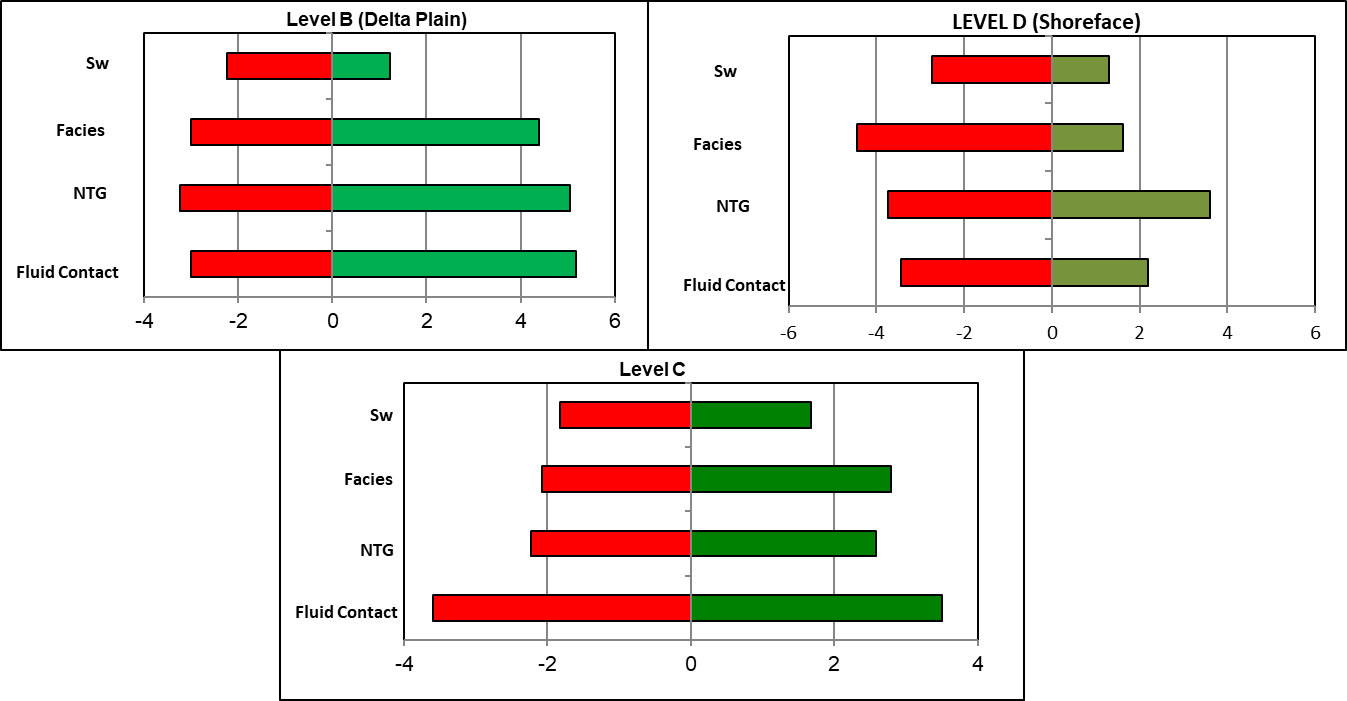 Level B (Delta Plain)
Sw
Facies
NTG
Fluid Contact
-4 -2 0 2 4 6
LEVEL D (Shoreface)
Sw
Facies
NTG
Fluid Contact
-6 -4 -2 0 2 4 6
Level C
Sw
Facies
NTG
Fluid Contact
-4 -2 0 2 4